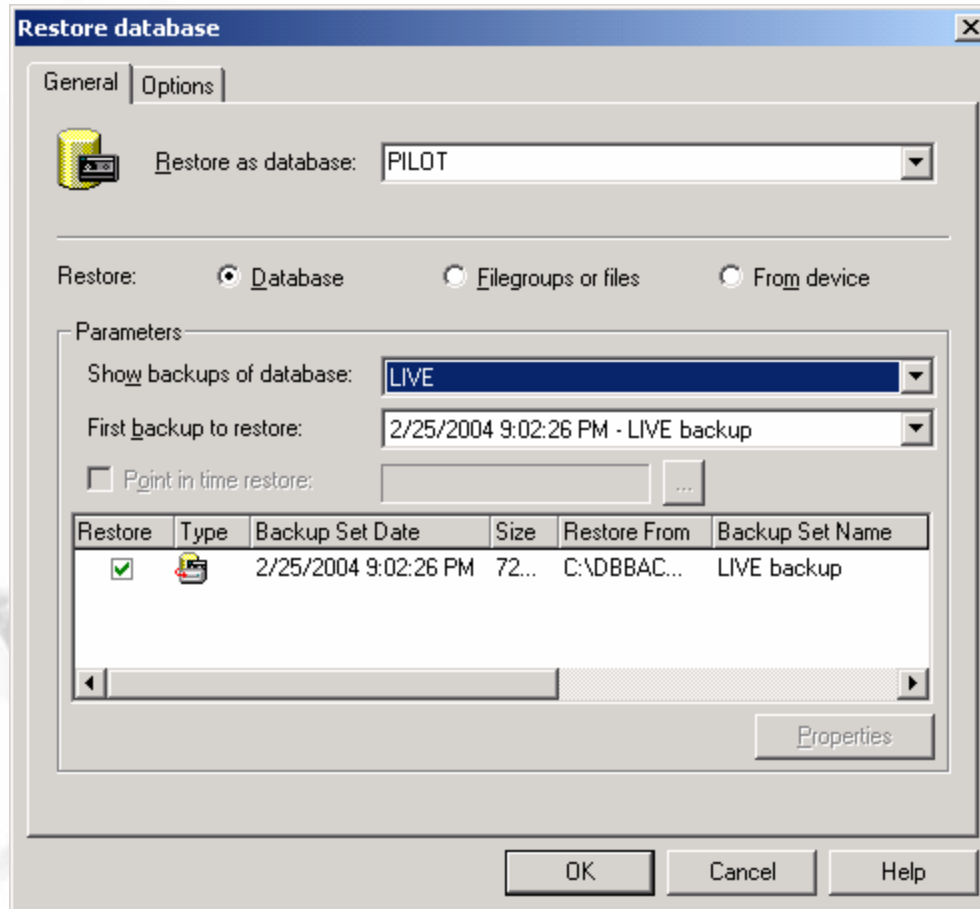 Restore database
General Options
Restore as database: PILOT
Restore: Database Filegroups or files From device
Parameters
Show backups of database: LIVE
First backup to restore: 2/25/2004 9:02:26 PM - LIVE backup
Point in time restore: ...
Restore Type Backup Set Date Size Restore From Backup Set Name
2/25/2004 9:02:26 PM 72... C:\DBBAC... LIVE backup
Properties
OK Cancel Help